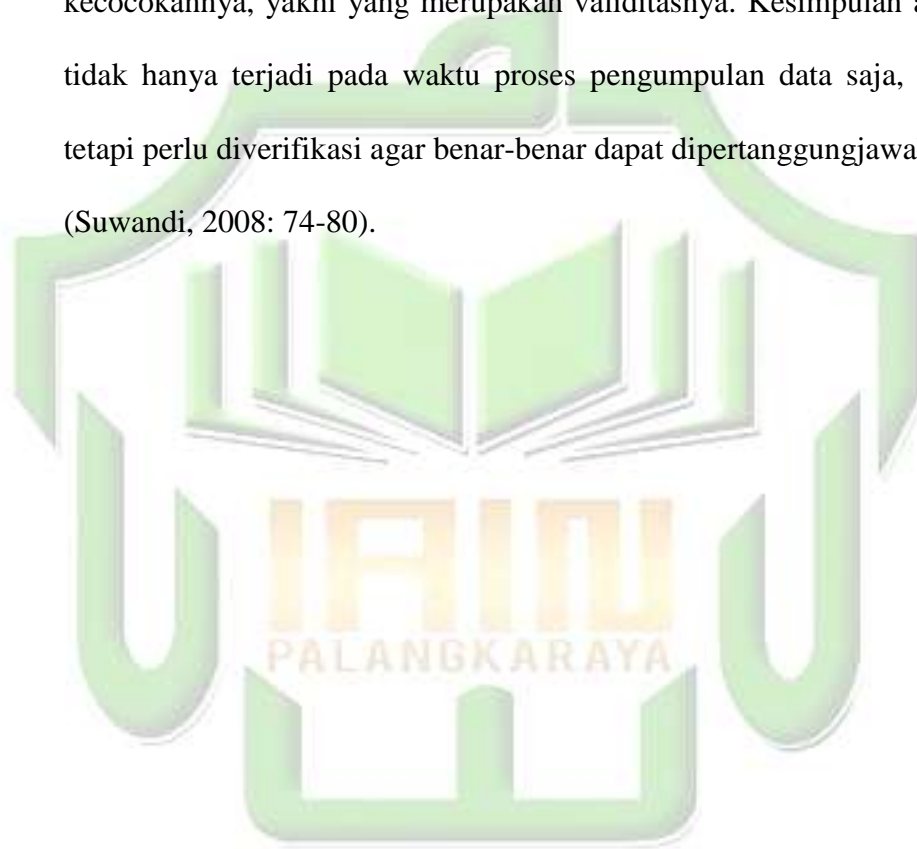 kecocokannya, yakni yang merupakan validitasnya. Kesimpulan
tidak hanya terjadi pada waktu proses pengumpulan data saja,
tetapi perlu diverifikasi agar benar-benar dapat
(Suwandi, 2008: 74-80).
IAIN
PALANGKARAYA